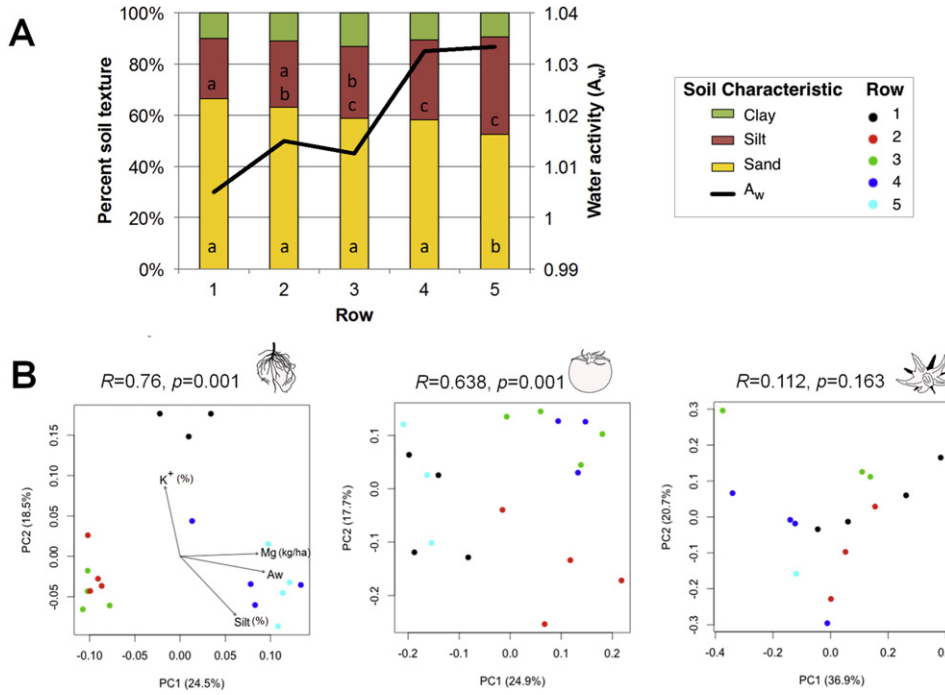 A
Percent soil texture
100%
80%
60%
40%
20%
0%
a
a
b
b
c
c
c
a
a
a
a
b
1 2 3 4 5
Row
1.04
1.03
1.02
1.01
1
0.99
Water activity (Aw)
Soil Characteristic Row
Clay
Silt
Sand
Aw
1
2
3
4
5
B
R=0.76, p=0.001
PC2 (18.5%)
0.15
0.10
0.05
0.00
-0.05
K+ (%)
Mg (kg/ha)
Aw
Silt (%)
-0.10 -0.05 0.00 0.05 0.10
PC1 (24.5%)
R=0.638, p=0.001
PC2 (17.7%)
0.1
0.0
-0.1
-0.2
-0.2 -0.1 0.0 0.1 0.2
PC1 (24.9%)
R=0.112, p=0.163
PC2 (20.7%)
0.3
0.2
0.1
0.0
-0.1
-0.2
-0.3
-0.4 -0.2 0.0 0.2 0.4
PC1 (36.9%)